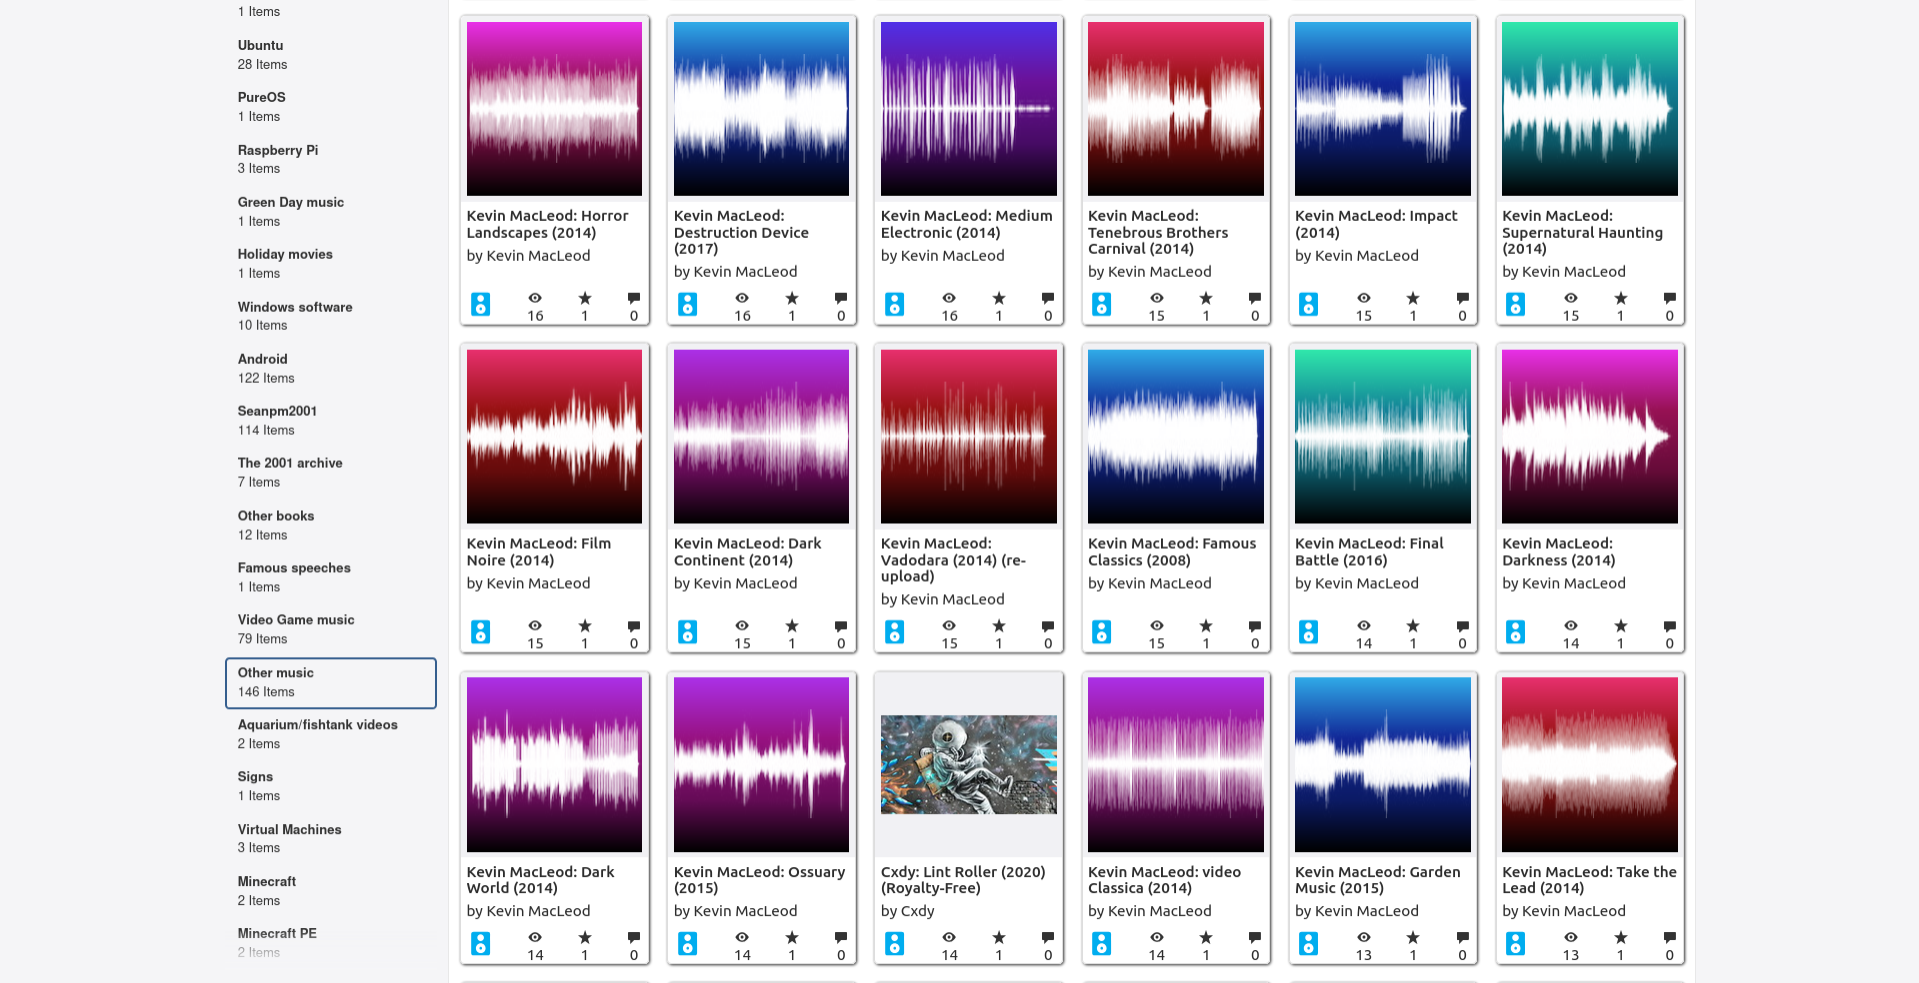 1 Items
Ubuntu
28 Items
PureOS
1 Items
Raspberry Pi
3 Items
Green Day music
1 Items
Holiday movies
1 Items
Windows software
10 Items
Android
122 Items
Seanpm2001
114 Items
The 2001 archive
7 Items
Other books
12 Items
Famous speeches
1 Items
Video Game music
79 Items
Other music
146 Items
Aquarium/fishtank videos
2 Items
Signs
1 Items
Virtual Machines
3 Items
Minecraft
2 Items
Minecraft PE
2 Items
Kevin MacLeod: Horror
Landscapes (2014)
by Kevin MacLeod
16 1 0
Kevin MacLeod:
Destruction Device
(2017)
by Kevin MacLeod
16 1 0
Kevin MacLeod: Medium
Electronic (2014)
by Kevin MacLeod
16 1 0
Kevin MacLeod:
Tenebrous Brothers
Carnival (2014)
by Kevin MacLeod
15 1 0
Kevin MacLeod: Impact
(2014)
by Kevin MacLeod
15 1 0
Kevin MacLeod:
Supernatural Haunting
(2014)
by Kevin MacLeod
15 1 0
Kevin MacLeod: Film
Noire (2014)
by Kevin MacLeod
15 1 0
Kevin MacLeod: Dark
Continent (2014)
by Kevin MacLeod
15 1 0
Kevin MacLeod:
Vadodara (2014) (re-
upload)
by Kevin MacLeod
15 1 0
Kevin MacLeod: Famous
Classics (2008)
by Kevin MacLeod
15 1 0
Kevin MacLeod: Final
Battle (2016)
by Kevin MacLeod
14 1 0
Kevin MacLeod:
Darkness (2014)
by Kevin MacLeod
14 1 0
Kevin MacLeod: Dark
World (2014)
by Kevin MacLeod
14 1 0
Kevin MacLeod: Ossuary
(2015)
by Kevin MacLeod
14 1 0
Cxdy: Lint Roller (2020)
(Royalty-Free)
by Cxdy
14 1 0
Kevin MacLeod: video
Classica (2014)
by Kevin MacLeod
14 1 0
Kevin MacLeod: Garden
Music (2015)
by Kevin MacLeod
13 1 0
Kevin MacLeod: Take the
Lead (2014)
by Kevin MacLeod
13 1 0